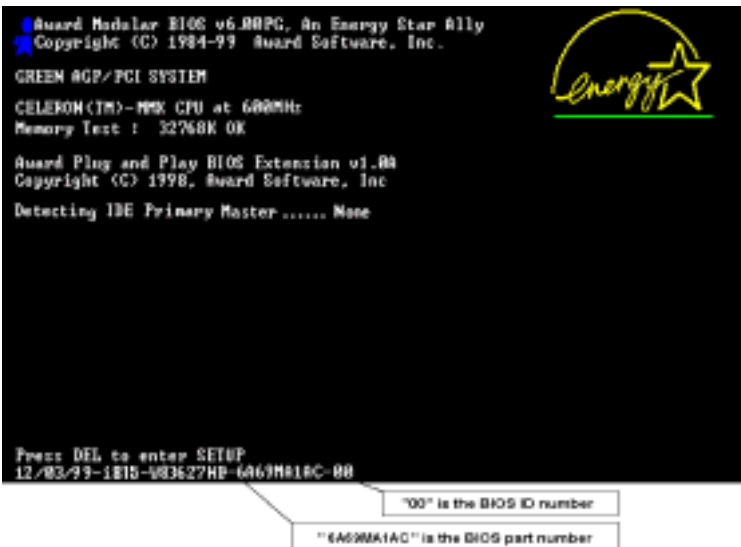 Award Modular BIOS v6.00PG, An Energy Star Ally
Copyright (C) 1984-99 Award Software, Inc.
energy
GREEN AGP/PCI SYSTEM
CELERON(TM)-MMX CPU at 600MHz
Memory Test : 32768K OK
Award Plug and Play BIOS Extension v1.0A
Copyright (C) 1998, Award Software, Inc
Detecting IDE Primary Master ...... None
Press DEL to enter SETUP
12/03/99-i815-W83627HF-6A69MA1AC-00
"00" is the BIOS ID number
"6A69MA1AC" is the BIOS part number